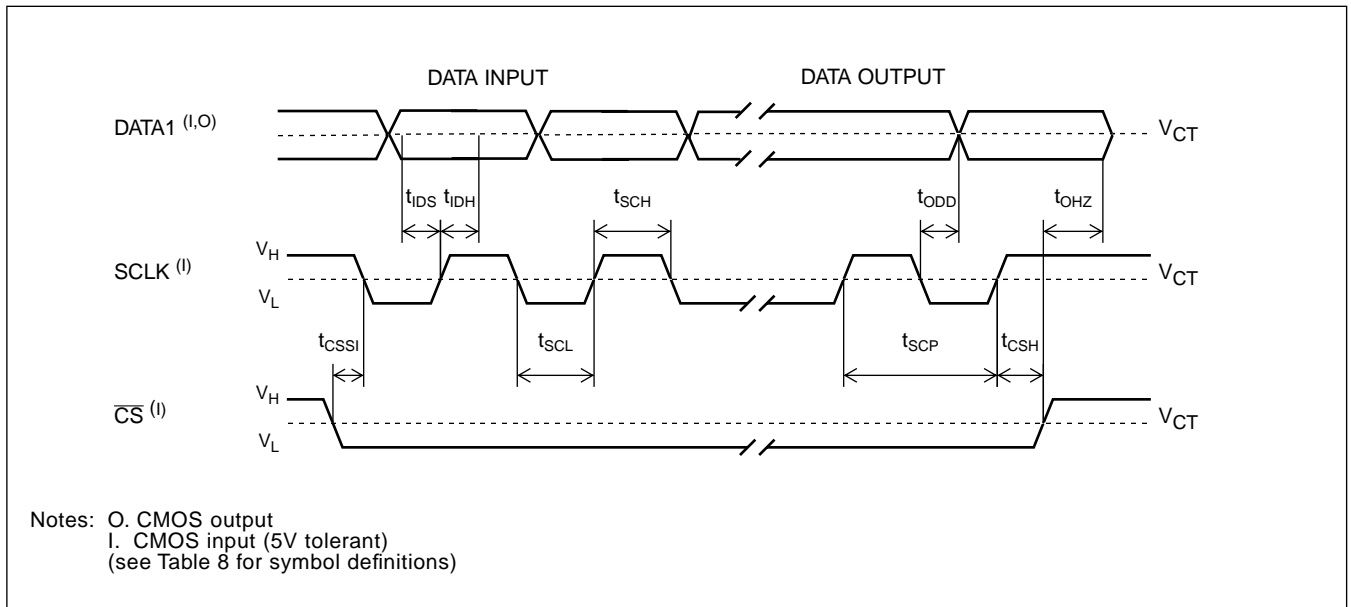 DATA INPUT DATA OUTPUT
DATA1 (I,O) VCT
tIDS tIDH tSCH tODD tOHZ
VH
SCLK (I) VCT
VL
tCSSI tSCL tSCP tCSH
VH
CS (I) VCT
VL
Notes: O. CMOS output
I. CMOS input (5V tolerant)
(see Table 8 for symbol definitions)